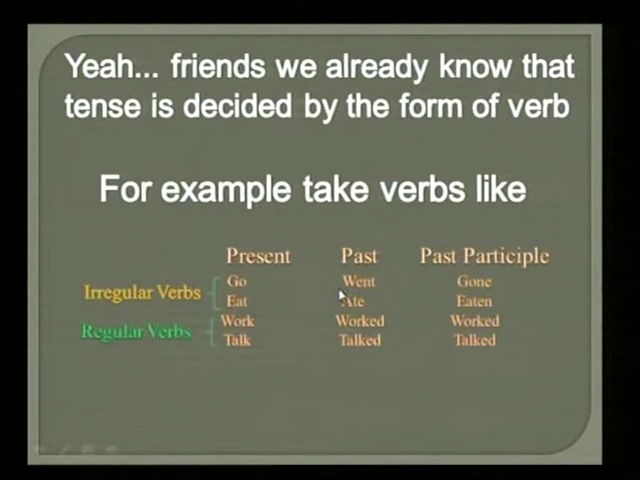 Yeah... friends we already know that
tense is decided by the form of verb
For example take verbs like
Present Past Past Participle
Irregular Verbs Go Went Gone
Eat Ate Eaten
Regular Verbs Work Worked Worked
Talk Talked Talked